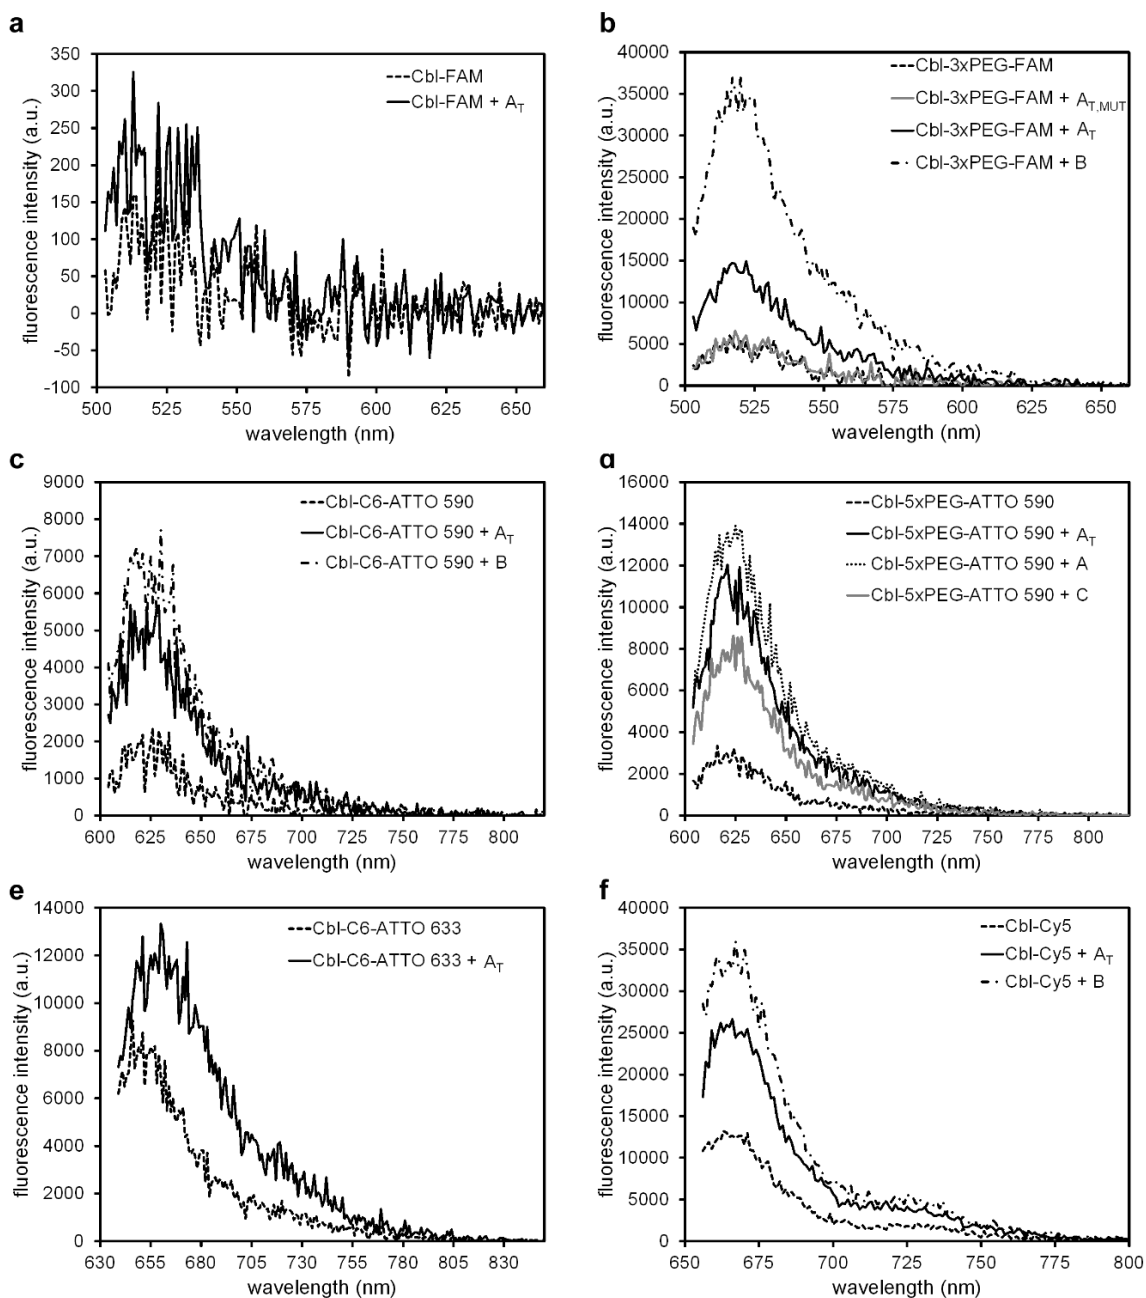 a
fluorescence intensity (a.u.)
350
300
250
200
150
100
50
0
-50
-100
Cbl-FAM
Cbl-FAM + AT
500 525 550 575 600 625 650
wavelength (nm)
b
fluorescence intensity (a.u.)
40000
35000
30000
25000
20000
15000
10000
5000
0
Cbl-3xPEG-FAM
Cbl-3xPEG-FAM + AT,MUT
Cbl-3xPEG-FAM + AT
Cbl-3xPEG-FAM + B
500 525 550 575 600 625 650
wavelength (nm)
c
fluorescence intensity (a.u.)
9000
8000
7000
6000
5000
4000
3000
2000
1000
0
Cbl-C6-ATTO 590
Cbl-C6-ATTO 590 + AT
Cbl-C6-ATTO 590 + B
600 625 650 675 700 725 750 775 800
wavelength (nm)
d
fluorescence intensity (a.u.)
16000
14000
12000
10000
8000
6000
4000
2000
0
Cbl-5xPEG-ATTO 590
Cbl-5xPEG-ATTO 590 + AT
Cbl-5xPEG-ATTO 590 + A
Cbl-5xPEG-ATTO 590 + C
600 625 650 675 700 725 750 775 800
wavelength (nm)
e
fluorescence intensity (a.u.)
14000
12000
10000
8000
6000
4000
2000
0
Cbl-C6-ATTO 633
Cbl-C6-ATTO 633 + AT
630 655 680 705 730 755 780 805 830
wavelength (nm)
f
fluorescence intensity (a.u.)
40000
35000
30000
25000
20000
15000
10000
5000
0
Cbl-Cy5
Cbl-Cy5 + AT
Cbl-Cy5 + B
650 675 700 725 750 775 800
wavelength (nm)